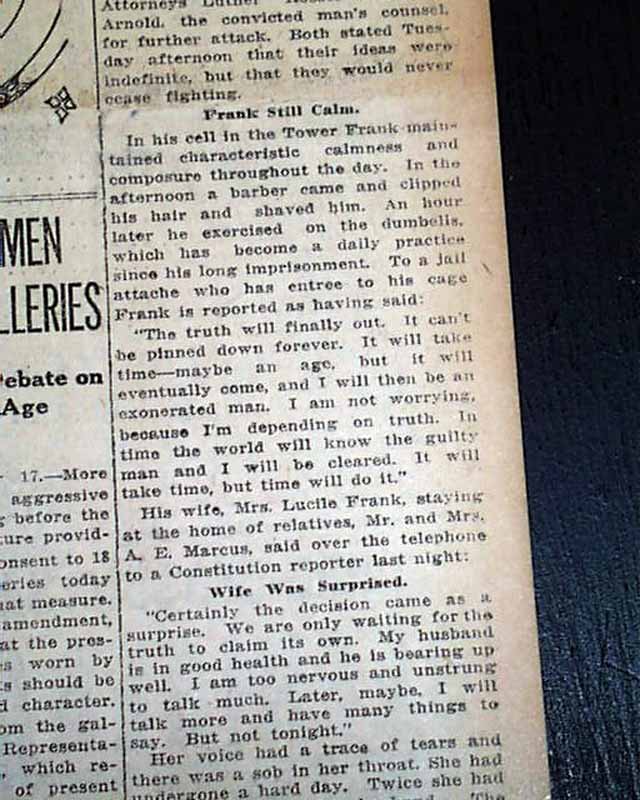 MEN
LLERIES
ebate on
Age
17.—More
aggressive
before the
ture provid-
onsent to 18
eries today
at measure.
amendment,
at the pres-
s worn by
s should be
d character.
om the gal-
Representa-
which re-
of present
Attorneys Luther
Arnold, the convicted man's counsel,
for further attack. Both stated Tues-
day afternoon that their ideas were
indefinite, but that they would never
cease fighting.
Frank Still Calm.
In his cell in the Tower Frank main-
tained characteristic calmness and
composure throughout the day. In the
afternoon a barber came and clipped
his hair and shaved him. An hour
later he exercised on the dumbells,
which has become a daily practice
since his long imprisonment. To a jail
attache who has entree to his cage
Frank is reported as having said:
"The truth will finally out. It can't
be pinned down forever. It will take
time—maybe an age, but it will
eventually come, and I will then be an
exonerated man. I am not worrying,
because I'm depending on truth. In
time the world will know the guilty
man and I will be cleared. It will
take time, but time will do it."
His wife, Mrs. Lucile Frank, staying
at the home of relatives, Mr. and Mrs.
A. E. Marcus, said over the telephone
to a Constitution reporter last night:
Wife Was Surprised.
"Certainly the decision came as a
surprise. We are only waiting for the
truth to claim its own. My husband
is in good health and he is bearing up
well. I am too nervous and unstrung
to talk much. Later, maybe, I will
talk more and have many things to
say. But not tonight."
Her voice had a trace of tears and
there was a sob in her throat. She had
undergone a hard day. Twice she had
The